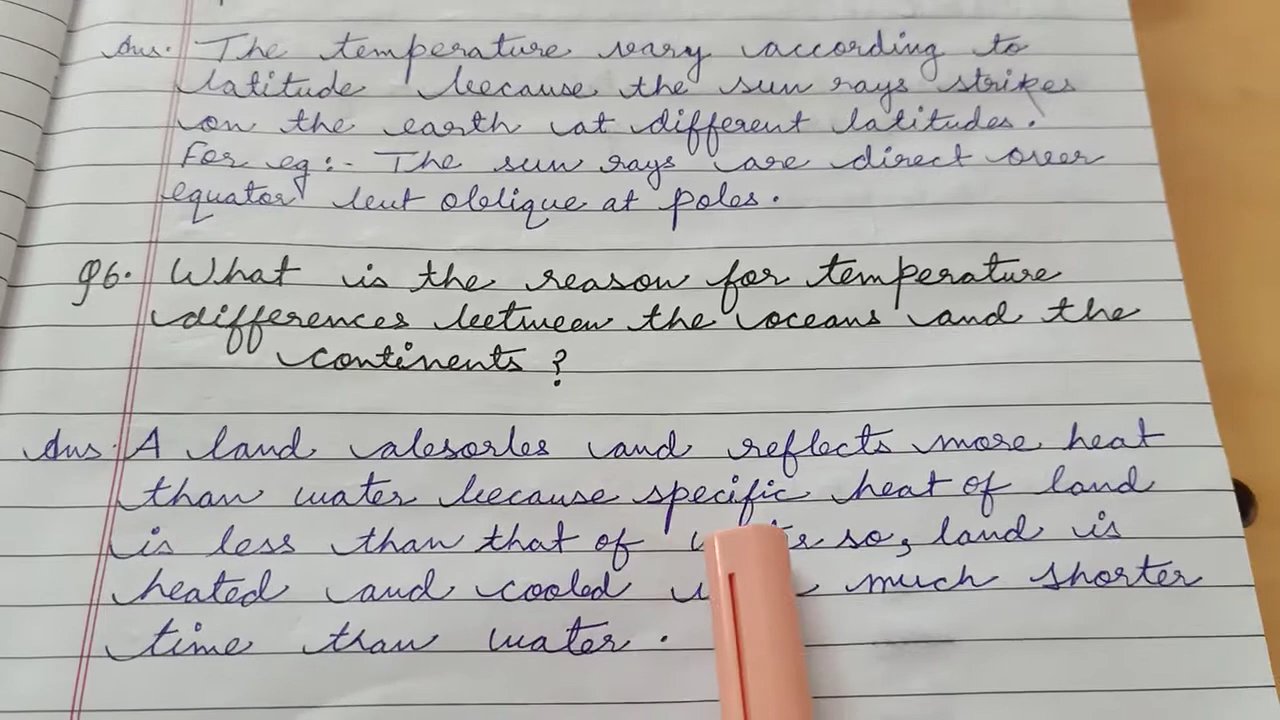 Ans. The temperature vary according to
latitude because the sun rays strikes
on the earth at different latitudes.
For eg:- The sun rays are direct over
equator but oblique at poles.
Q6. What is the reason for temperature
differences between the oceans and the
continents ?
Ans. A land absorbs and reflects more heat
than water because specific heat of land
is less than that of so, land is
heated and cooled much shorter
time than water.